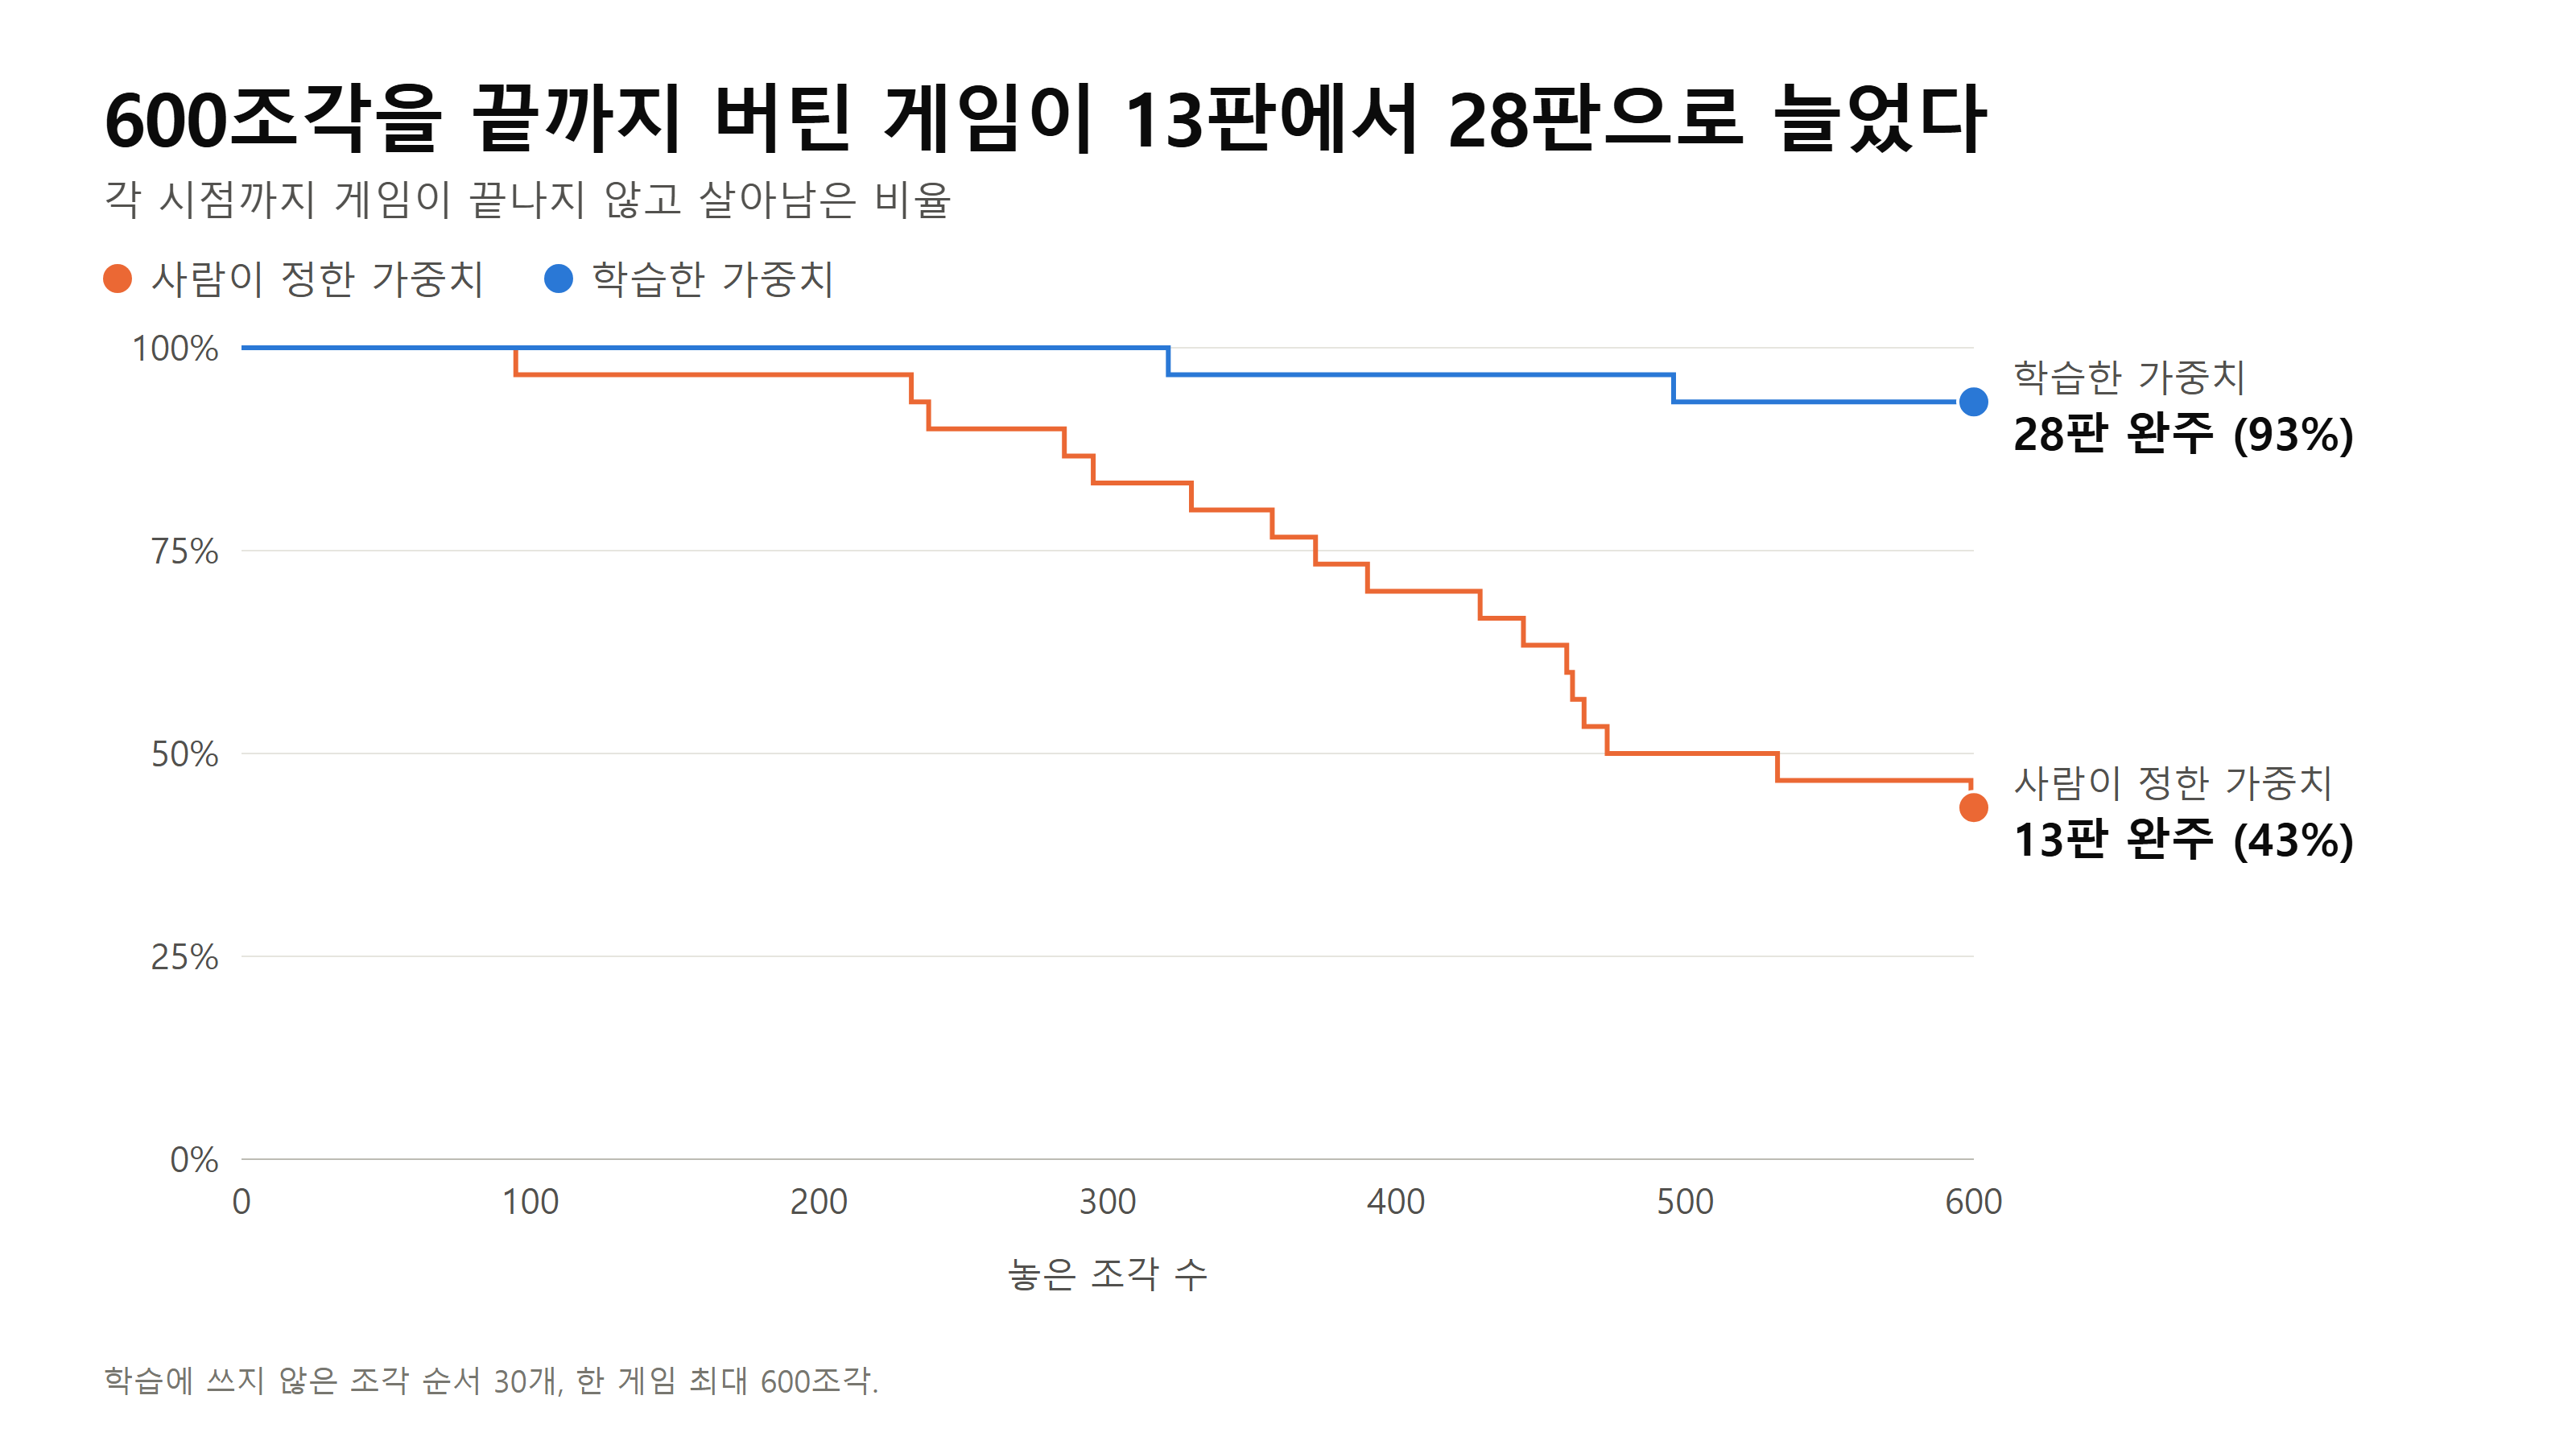 600조각을 끝까지 버틴 게임이 13판에서 28판으로 늘었다
각 시점까지 게임이 끝나지 않고 살아남은 비율
사람이 정한 가중치 학습한 가중치
100%
학습한 가중치
28판 완주 (93%)
75%
50%
사람이 정한 가중치
13판 완주 (43%)
25%
0%
0 100 200 300 400 500 600
놓은 조각 수
학습에 쓰지 않은 조각 순서 30개, 한 게임 최대 600조각.